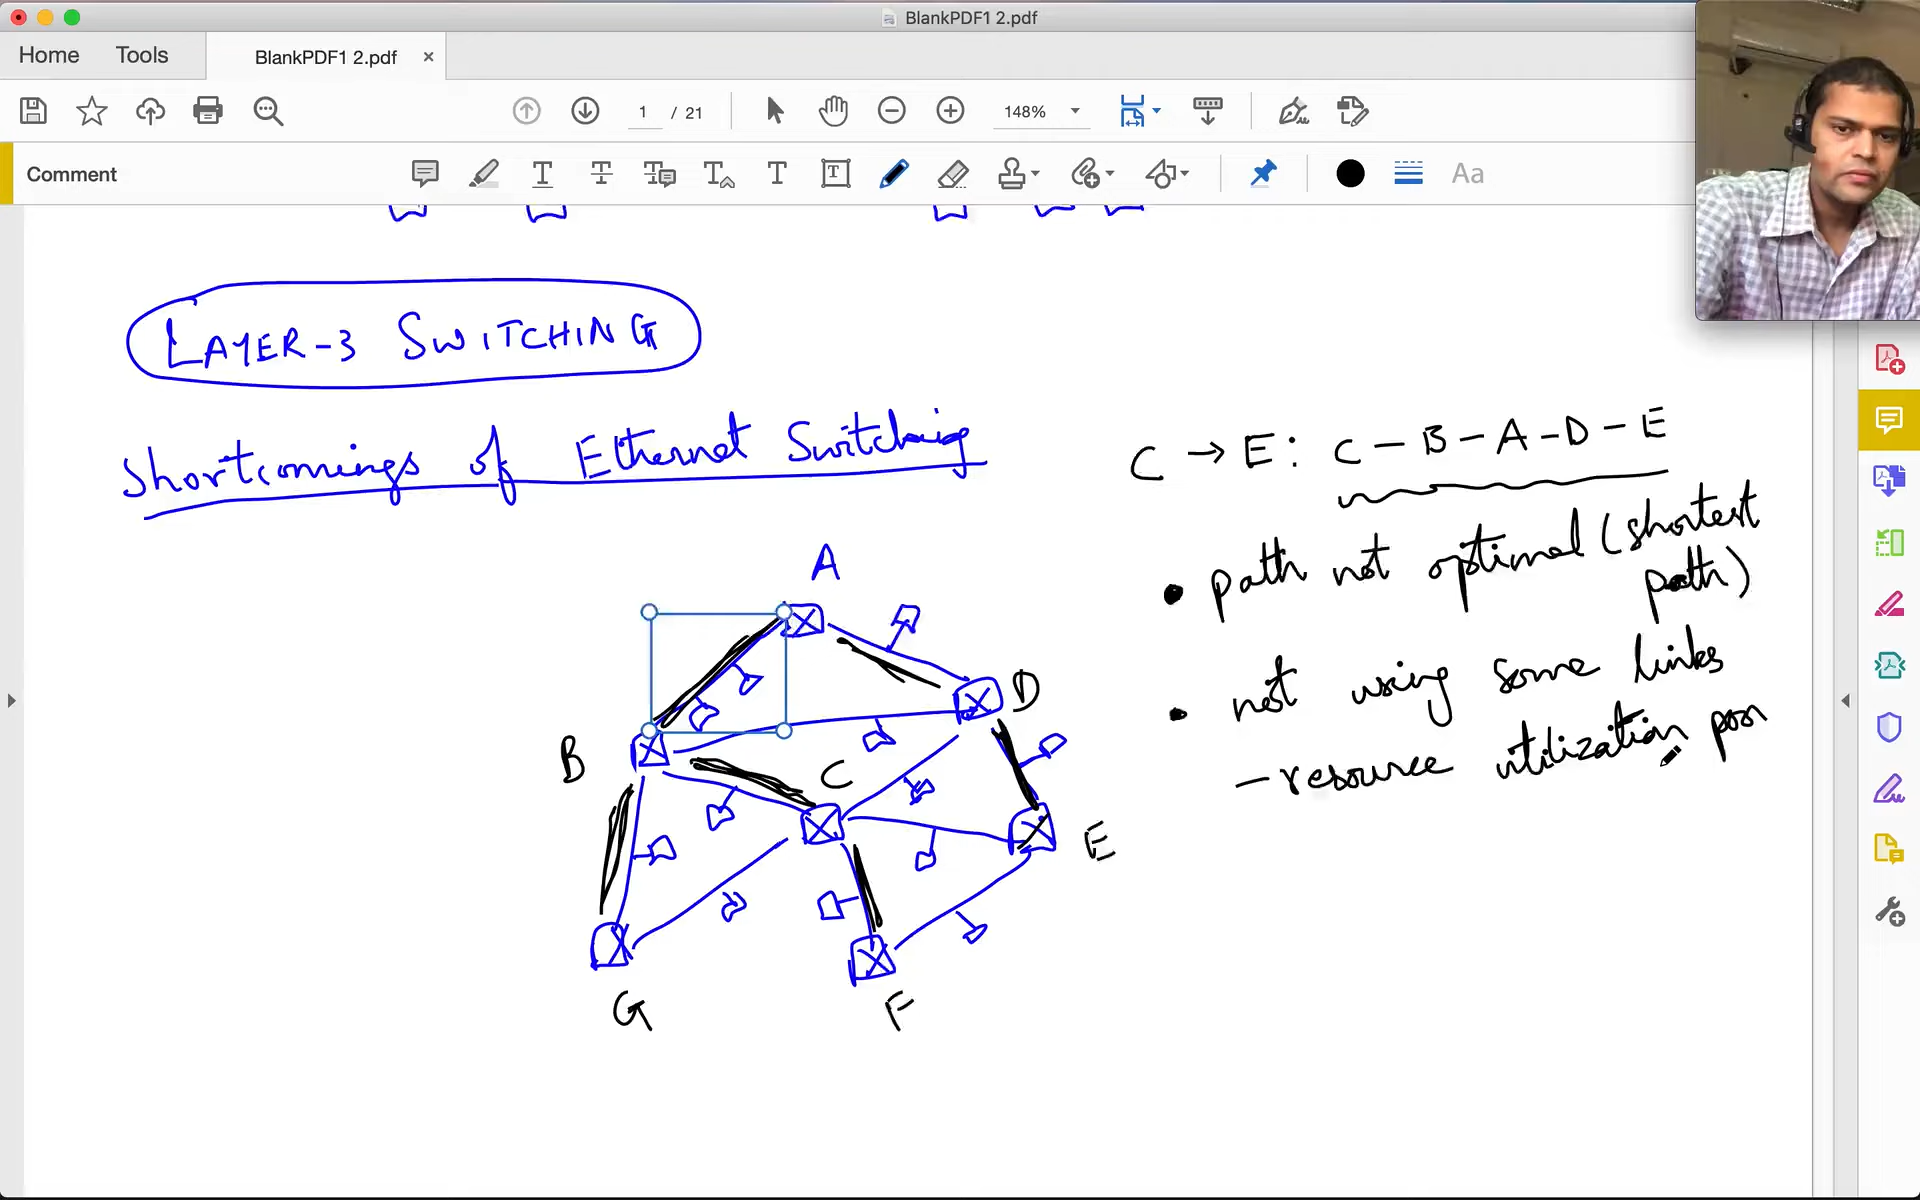 BlankPDF1 2.pdf
Home Tools BlankPDF1 2.pdf ×
1 / 21 148%
Comment Aa
LAYER-3 SWITCHING
Shortcomings of Ethernet Switching
C → E: C - B - A - D - E
• path not optimal (shortest
path)
• not using some links
- resource utilization poor
A
D
B
C
E
G
F